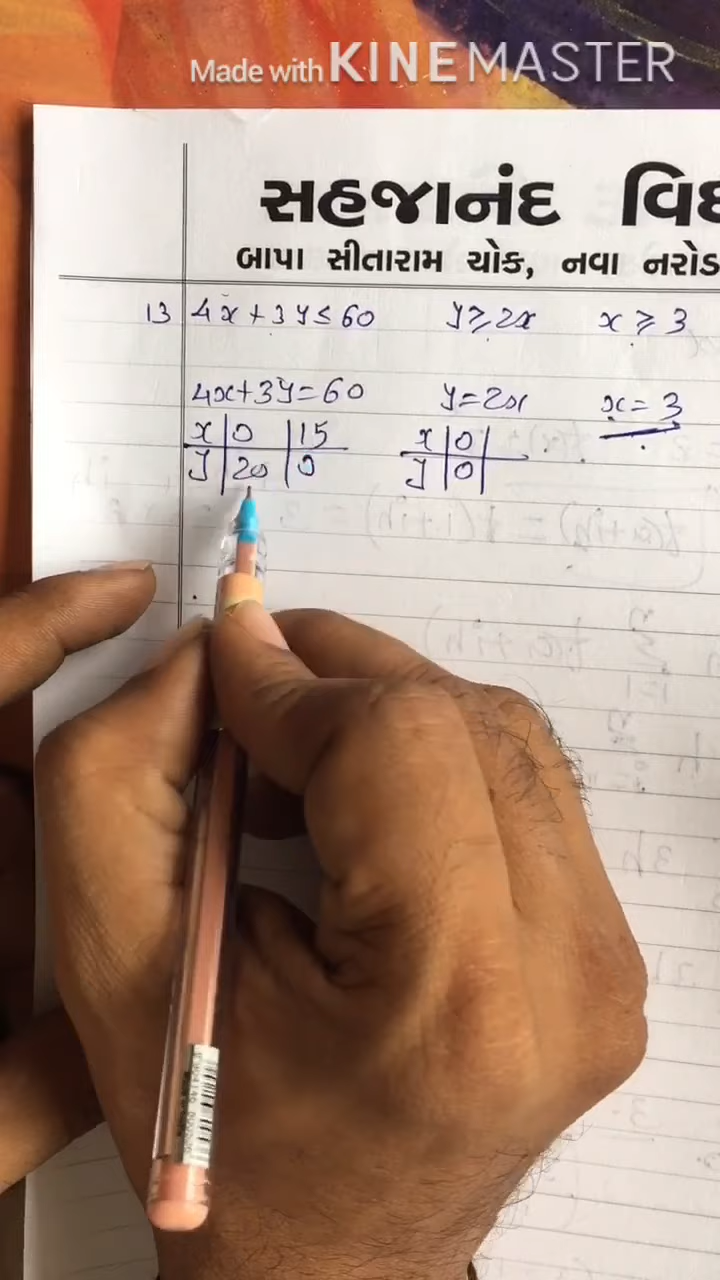 Made with KINEMASTER
સહજાનંદ વિદ્ય
બાપા સીતારામ ચોક, નવા નરોડ
13 4x + 3y ≤ 60 y ≥ 2x x ≥ 3
4x + 3y = 60 y = 2x x = 3
x 0 15 x 0
y 20 0 y 0